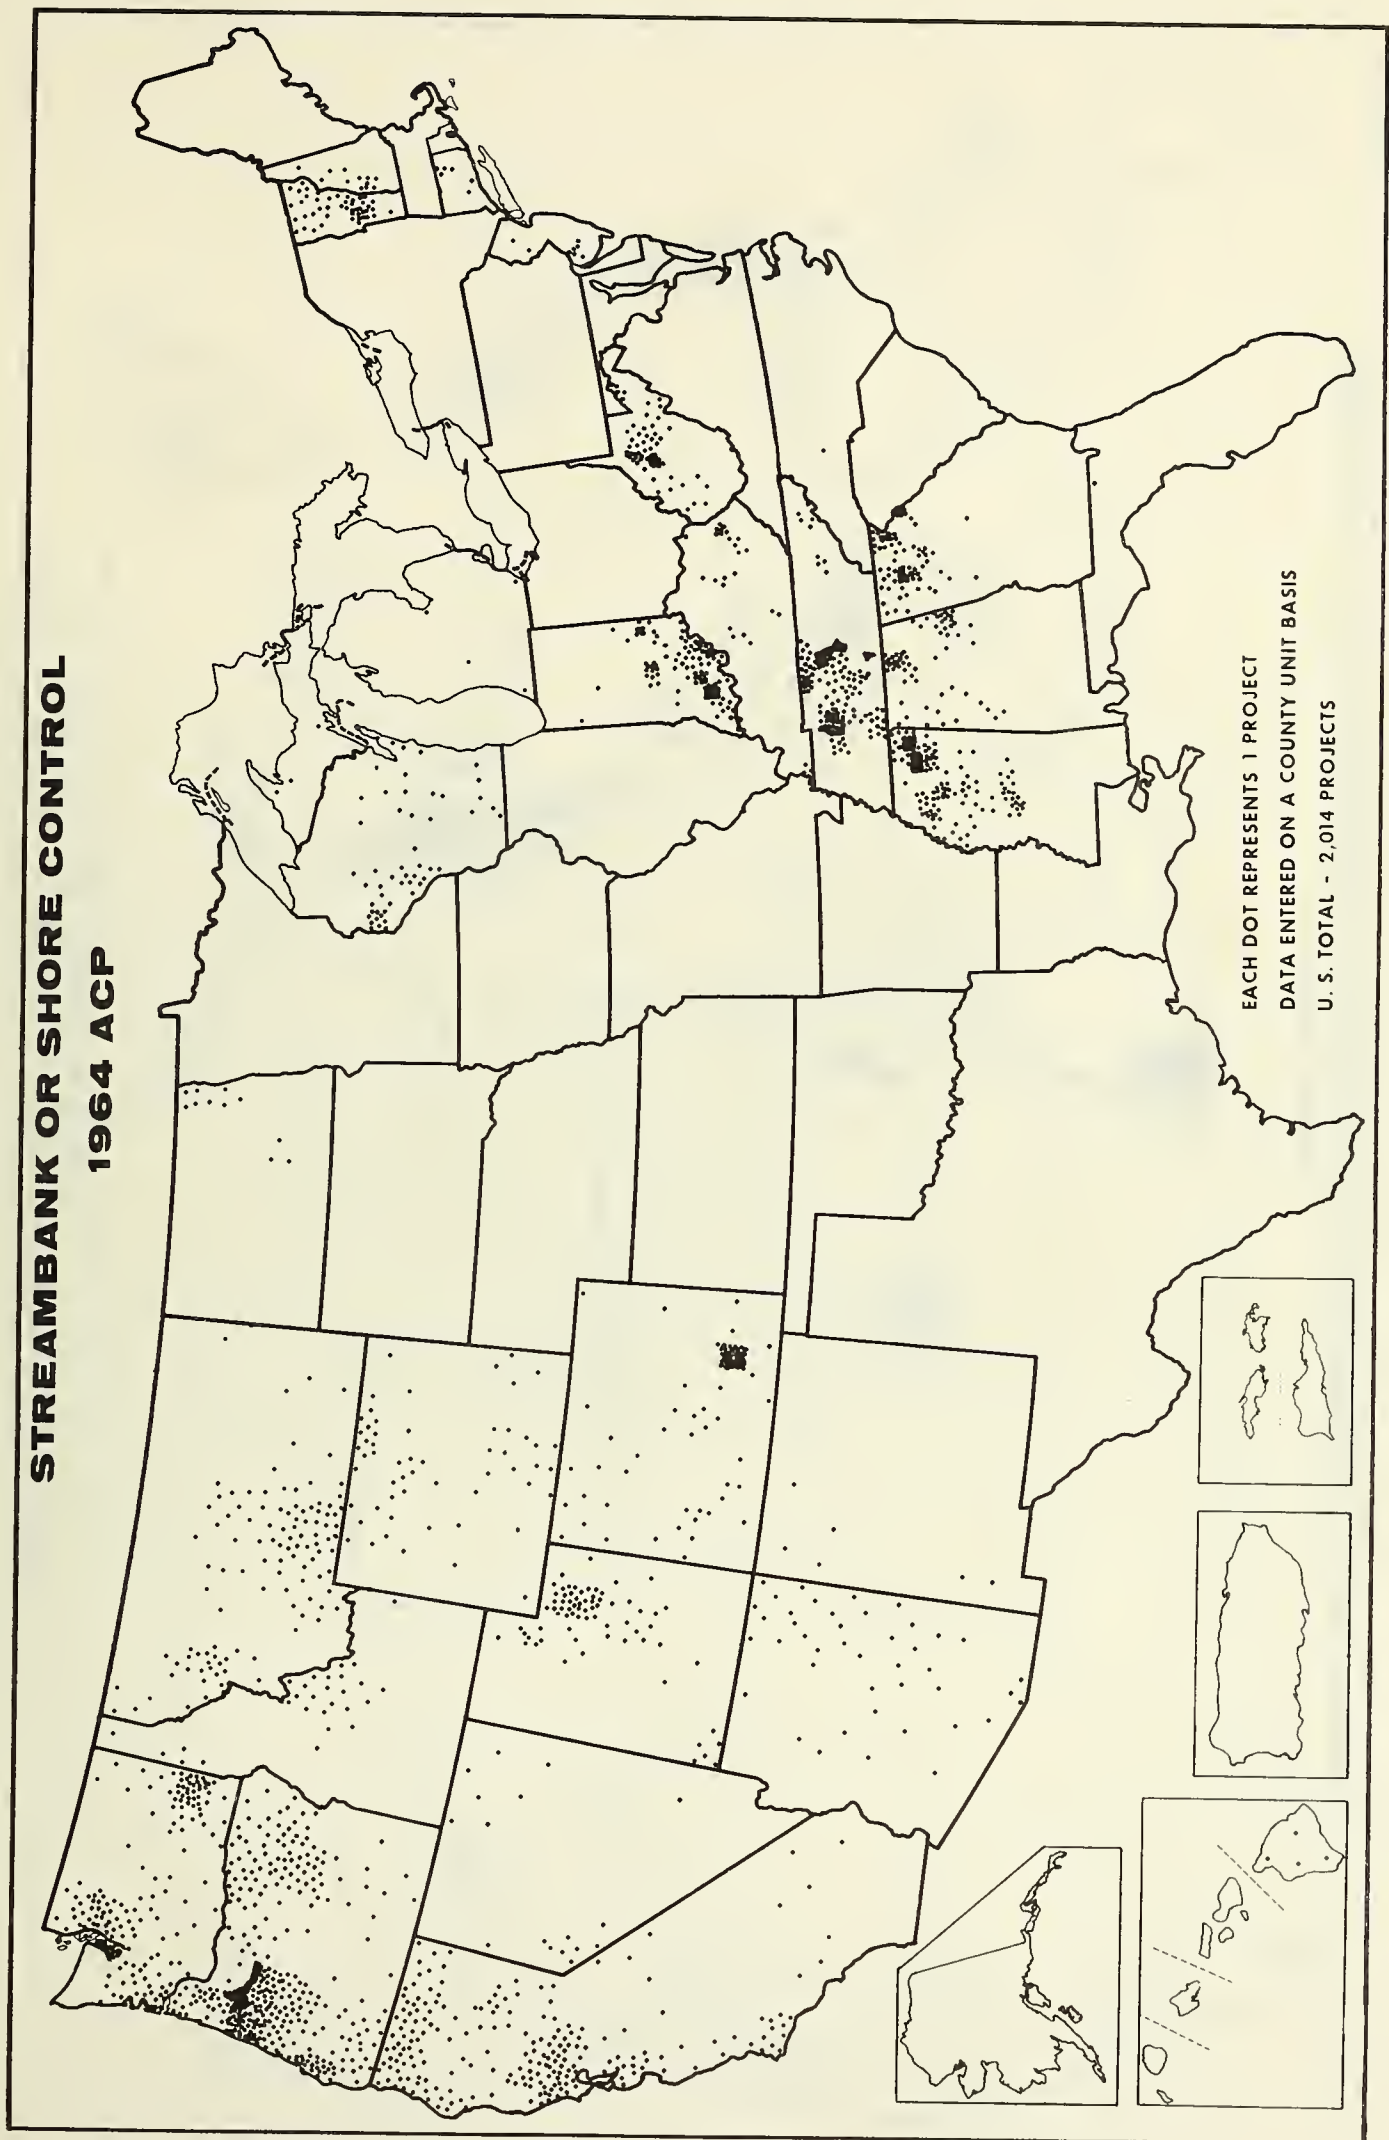 STREAMBANK OR SHORE CONTROL
1964 ACP
EACH DOT REPRESENTS 1 PROJECT
DATA ENTERED ON A COUNTY UNIT BASIS
U. S. TOTAL - 2,014 PROJECTS